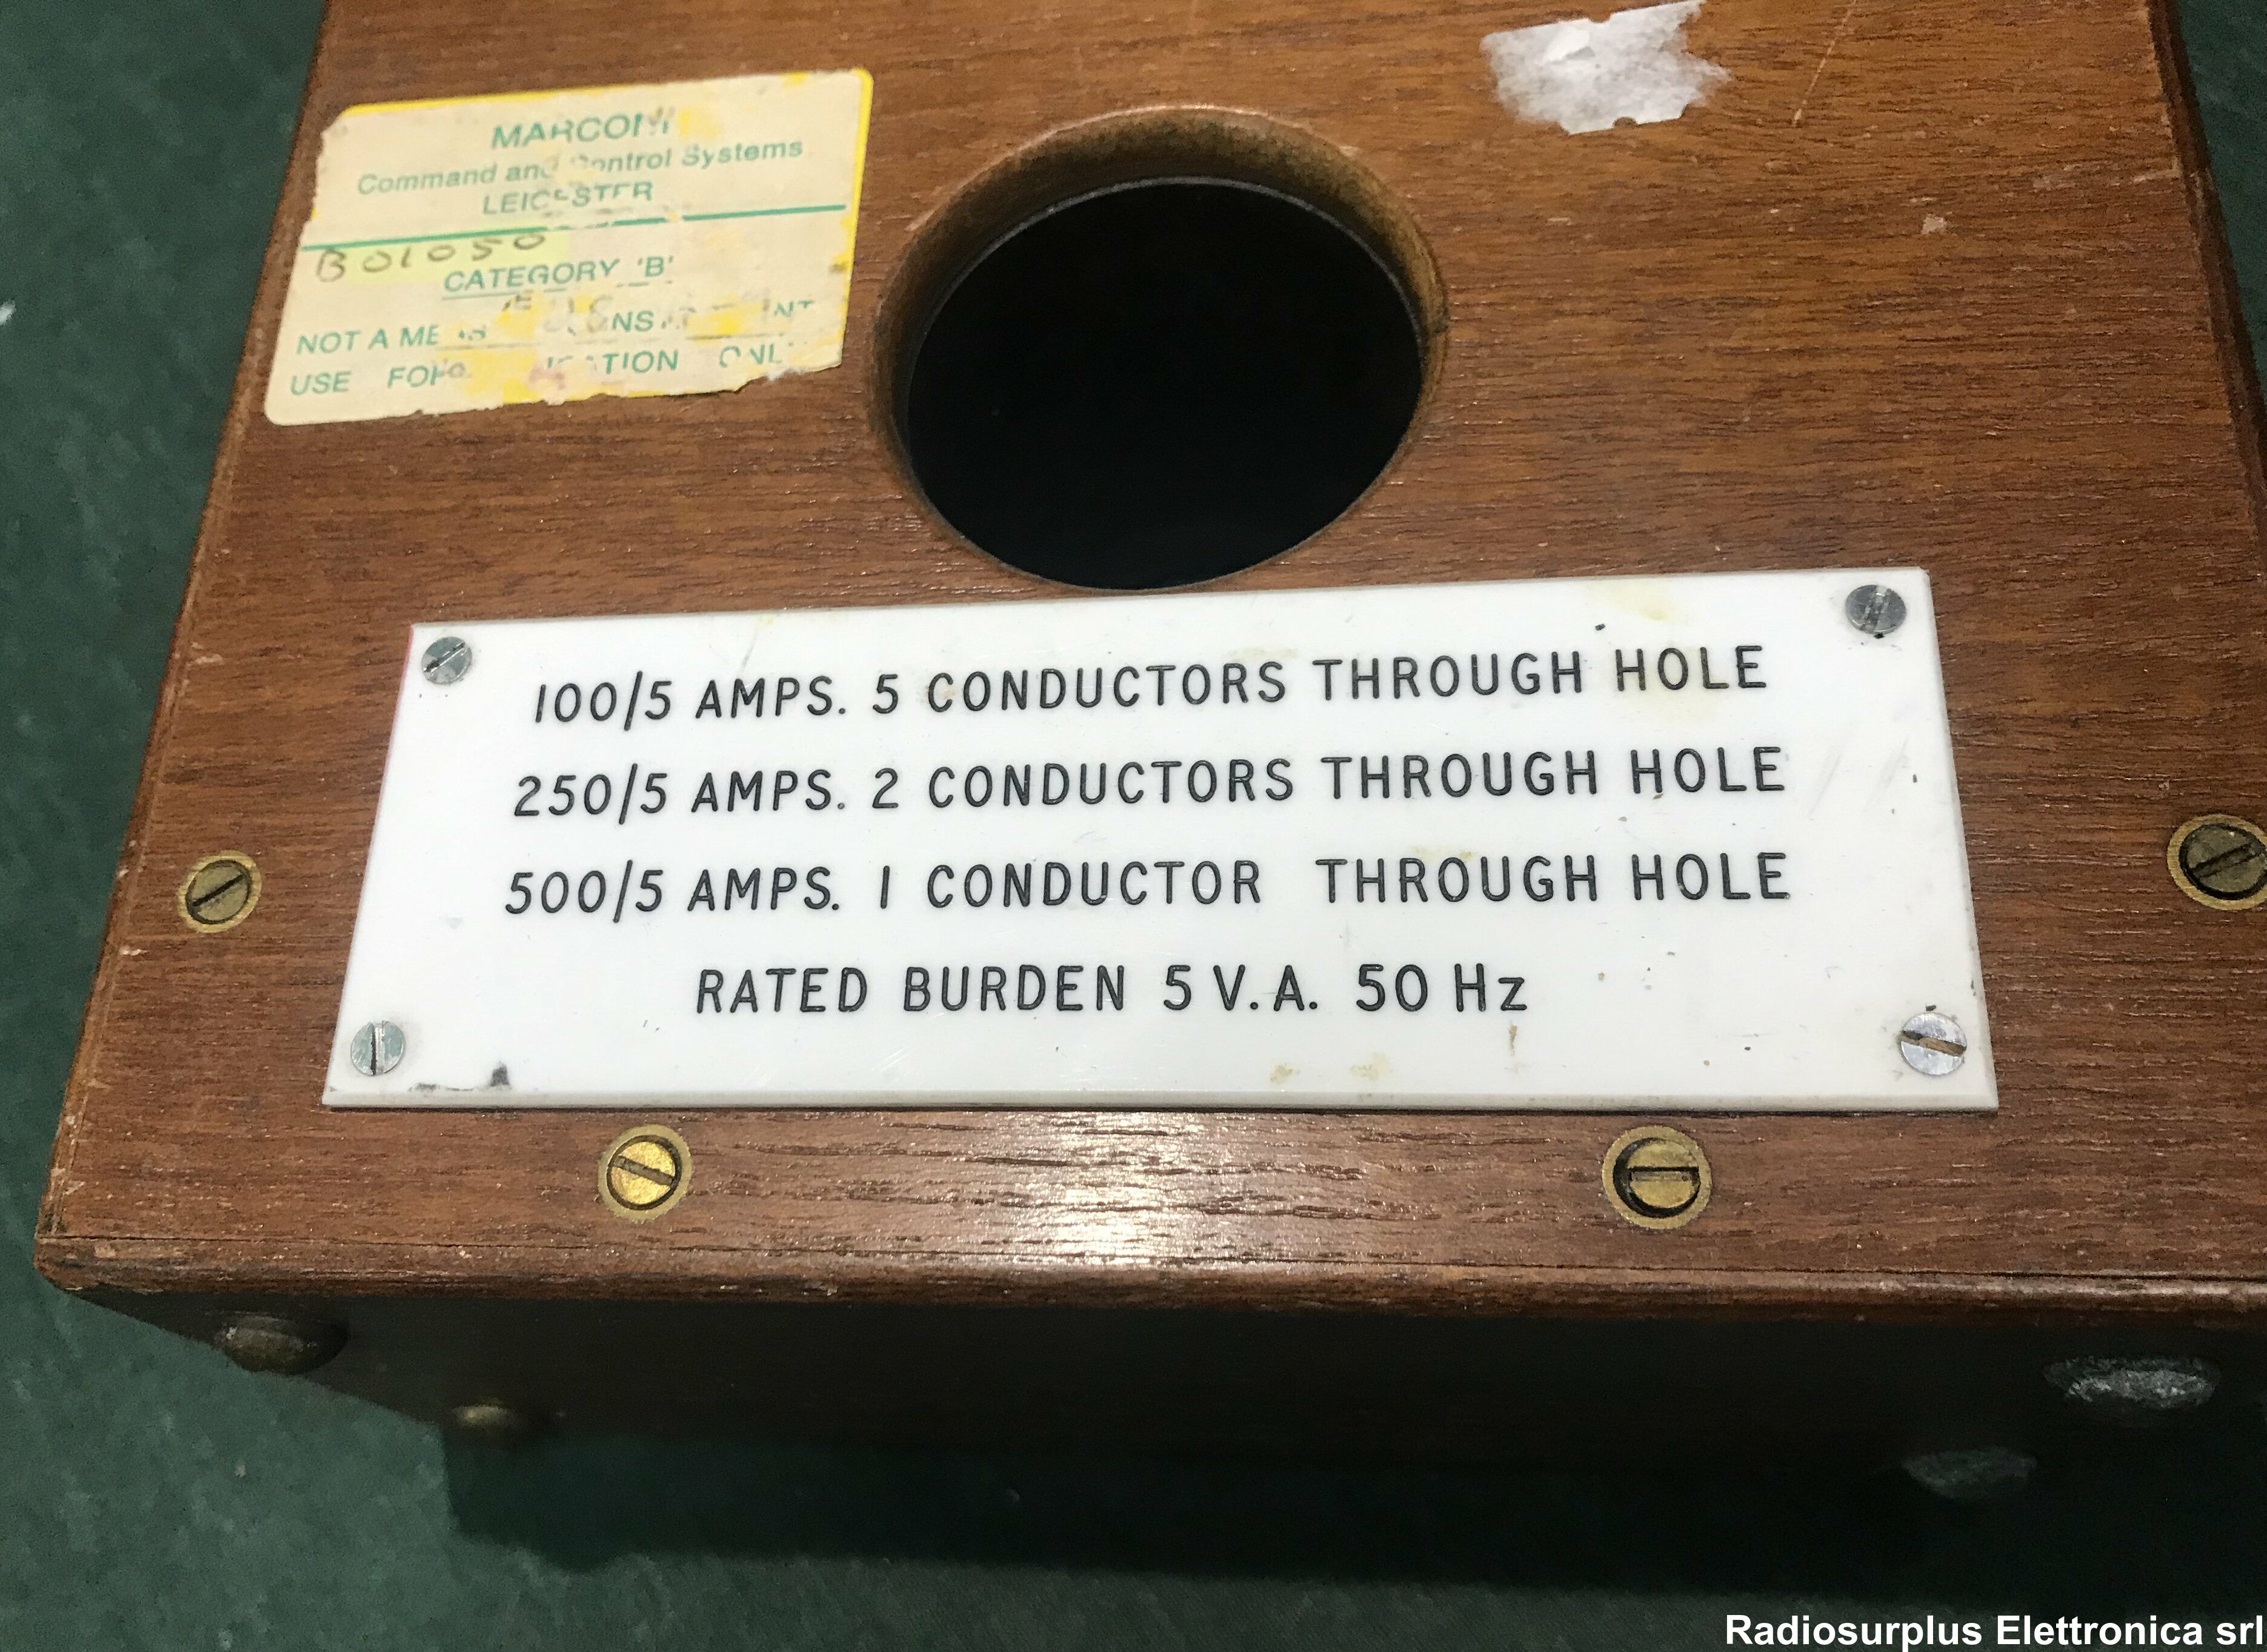 MARCONI
Command and Control Systems
LEICESTER
B01050
CATEGORY 'B'
NOT A
USE ONLY
100/5 AMPS. 5 CONDUCTORS THROUGH HOLE
250/5 AMPS. 2 CONDUCTORS THROUGH HOLE
500/5 AMPS. 1 CONDUCTOR THROUGH HOLE
RATED BURDEN 5 V.A. 50 Hz
Radiosurplus Elettronica srl